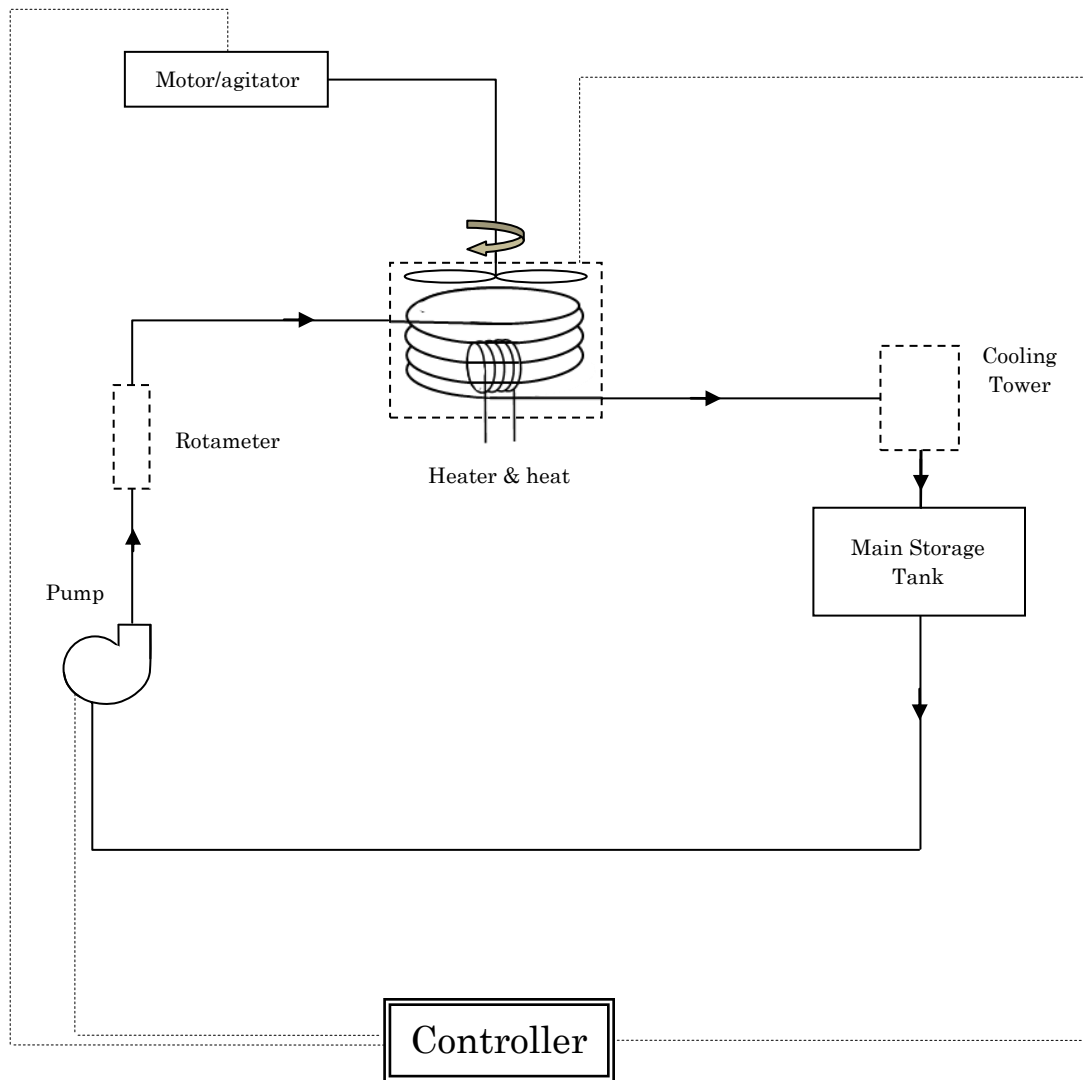 Motor/agitator
Cooling
Tower
Rotameter
Heater & heat
Main Storage
Tank
Pump
Controller